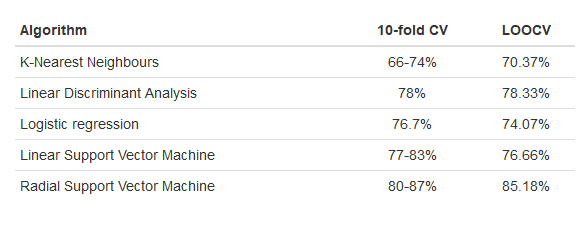 Algorithm 10-fold CV LOOCV
K-Nearest Neighbours 66-74% 70.37%
Linear Discriminant Analysis 78% 78.33%
Logistic regression 76.7% 74.07%
Linear Support Vector Machine 77-83% 76.66%
Radial Support Vector Machine 80-87% 85.18%